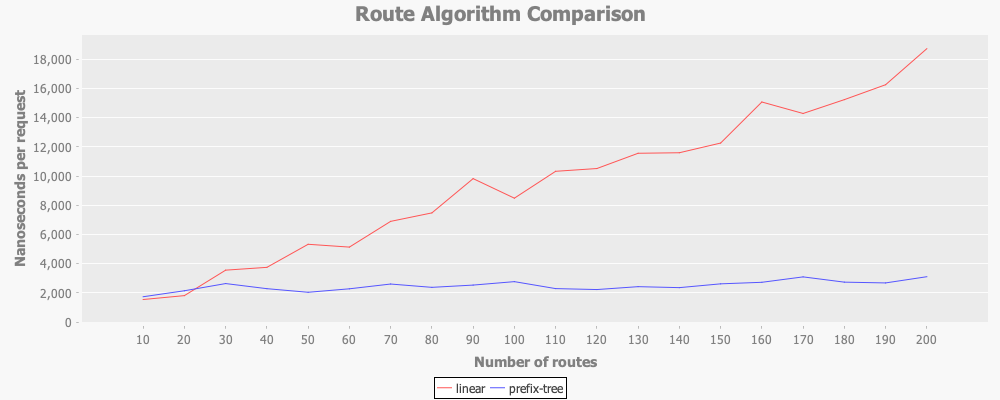 Route Algorithm Comparison
Nanoseconds per request
18,000
16,000
14,000
12,000
10,000
8,000
6,000
4,000
2,000
0
10 20 30 40 50 60 70 80 90 100 110 120 130 140 150 160 170 180 190 200
Number of routes
linear prefix-tree